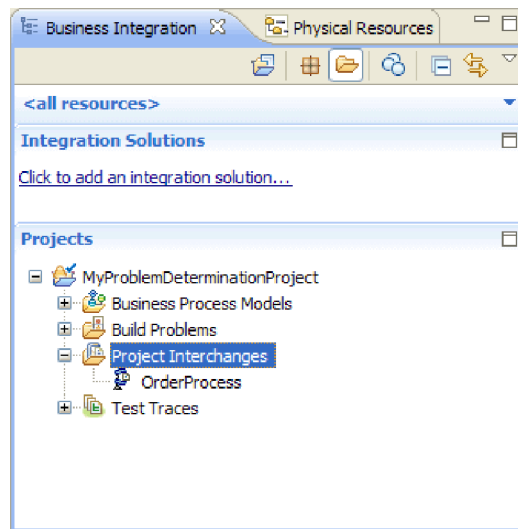 Business Integration Physical Resources
<all resources>
Integration Solutions
Click to add an integration solution...
Projects
MyProblemDeterminationProject
Business Process Models
Build Problems
Project Interchanges
OrderProcess
Test Traces